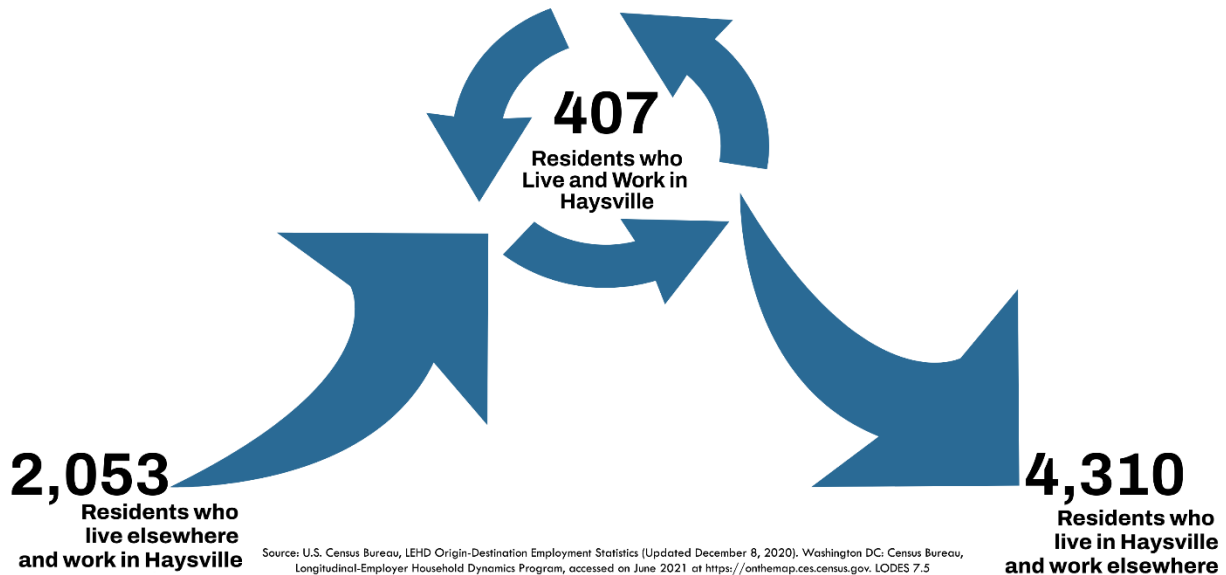 407
Residents who
Live and Work in
Haysville
2,053
Residents who
live elsewhere
and work in Haysville
4,310
Residents who
live in Haysville
and work elsewhere
Source: U.S. Census Bureau, LEHD Origin-Destination Employment Statistics (Updated December 8, 2020). Washington DC: Census Bureau,
Longitudinal-Employer Household Dynamics Program, accessed on June 2021 at https://onthemap.ces.census.gov. LODES 7.5